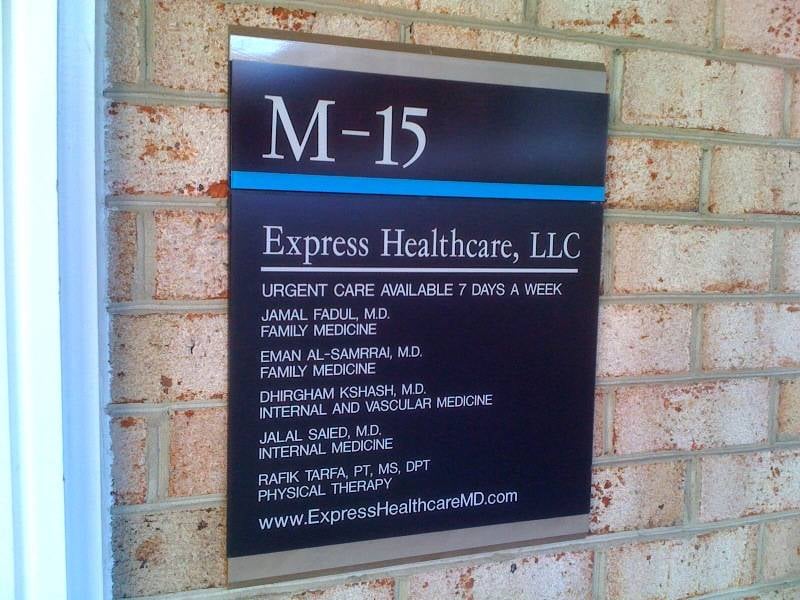 M-15
Express Healthcare, LLC
URGENT CARE AVAILABLE 7 DAYS A WEEK
JAMAL FADUL, M.D.
FAMILY MEDICINE
EMAN AL-SAMRRAI, M.D.
FAMILY MEDICINE
DHIRGHAM KSHASH, M.D.
INTERNAL AND VASCULAR MEDICINE
JALAL SAIED, M.D.
INTERNAL MEDICINE
RAFIK TARFA, PT, MS, DPT
PHYSICAL THERAPY
www.ExpressHealthcareMD.com